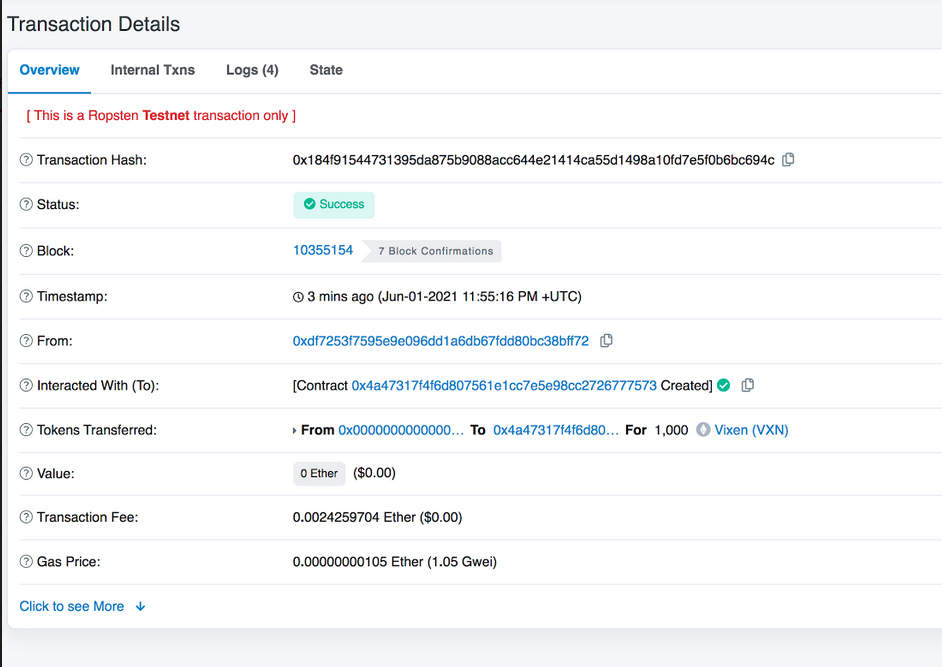 Transaction Details
Overview Internal Txns Logs (4) State
[ This is a Ropsten Testnet transaction only ]
Transaction Hash: 0x184f91544731395da875b9088acc644e21414ca55d1498a10fd7e5f0b6bc694c
Status: Success
Block: 10355154 7 Block Confirmations
Timestamp: 3 mins ago (Jun-01-2021 11:55:16 PM +UTC)
From: 0xdf7253f7595e9e096dd1a6db67fdd80bc38bff72
Interacted With (To): [Contract 0x4a47317f4f6d807561e1cc7e5e98cc2726777573 Created]
Tokens Transferred: From 0x0000000000000... To 0x4a47317f4f6d80... For 1,000 Vixen (VXN)
Value: 0 Ether ($0.00)
Transaction Fee: 0.0024259704 Ether ($0.00)
Gas Price: 0.00000000105 Ether (1.05 Gwei)
Click to see More